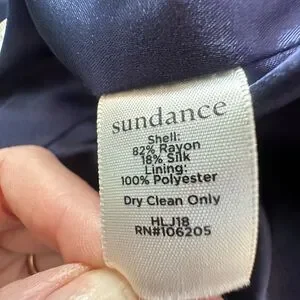 sundance
Shell:
82% Rayon
18% Silk
Lining:
100% Polyester
Dry Clean Only
HLJ18
RN#106205